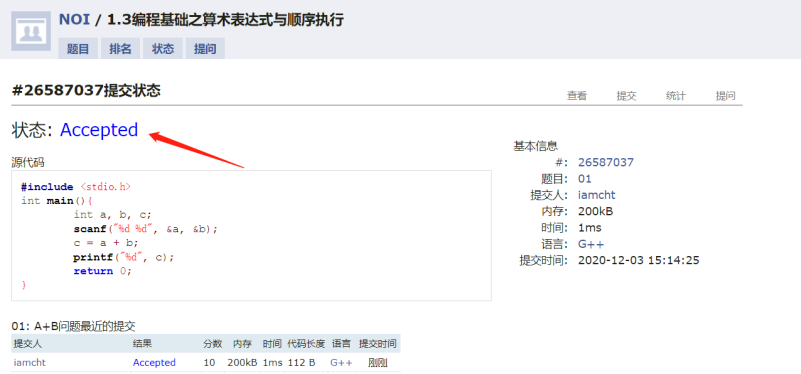 NOI / 1.3编程基础之算术表达式与顺序执行
题目 排名 状态 提问
#26587037提交状态
查看 提交 统计 提问
状态: Accepted
源代码
#include <stdio.h>
int main(){
int a, b, c;
scanf("%d %d", &a, &b);
c = a + b;
printf("%d", c);
return 0;
}
基本信息
#: 26587037
题目: 01
提交人: iamcht
内存: 200kB
时间: 1ms
语言: G++
提交时间: 2020-12-03 15:14:25
01: A+B问题最近的提交
提交人 结果 分数 内存 时间 代码长度 语言 提交时间
iamcht Accepted 10 200kB 1ms 112 B G++ 刚刚